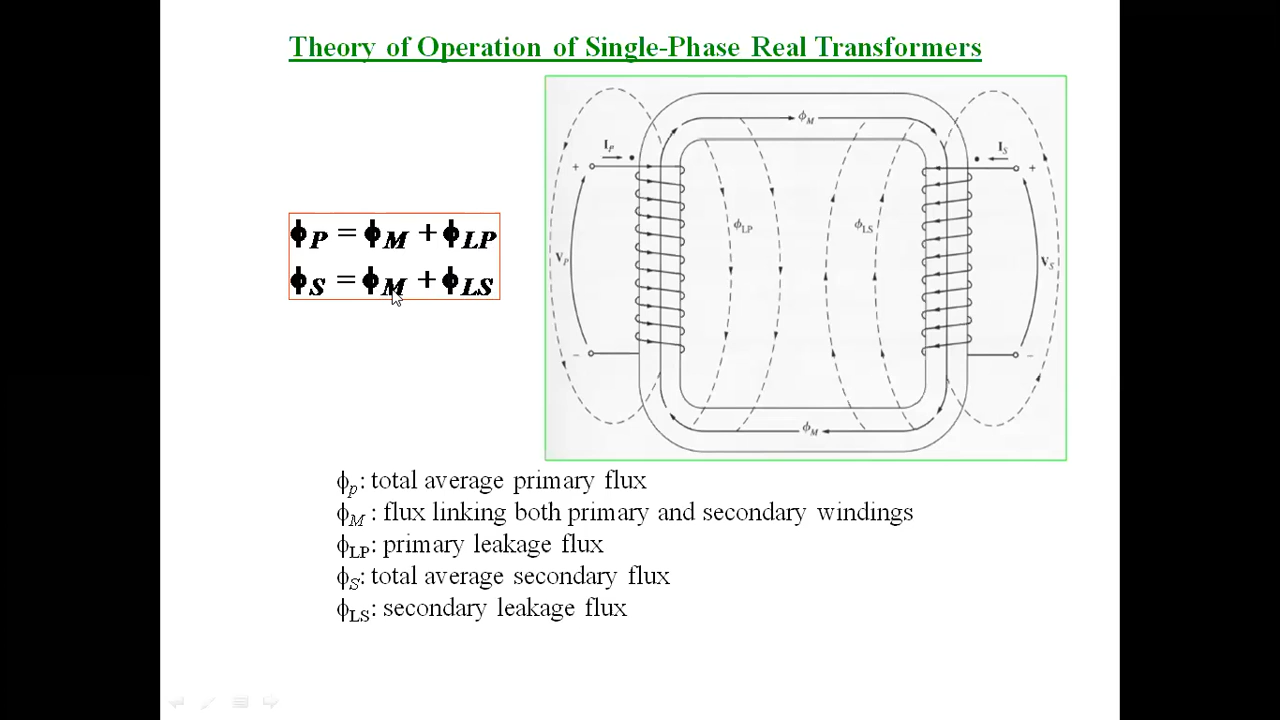 Theory of Operation of Single-Phase Real Transformers
ϕP = ϕM + ϕLP
ϕS = ϕM + ϕLS
ϕM
IP
IS
+
+
ϕLP
ϕLS
VP
VS
–
–
ϕM
ϕp: total average primary flux
ϕM : flux linking both primary and secondary windings
ϕLP: primary leakage flux
ϕS: total average secondary flux
ϕLS: secondary leakage flux